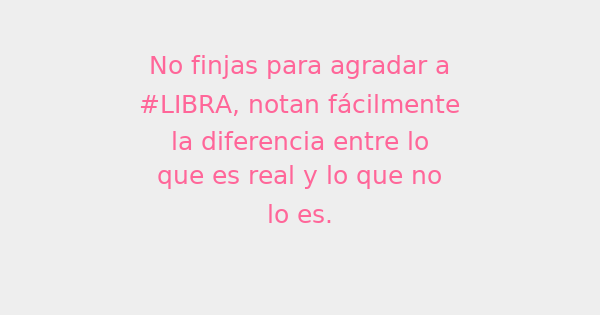 No finjas para agradar a
#LIBRA, notan fácilmente
la diferencia entre lo
que es real y lo que no
lo es.